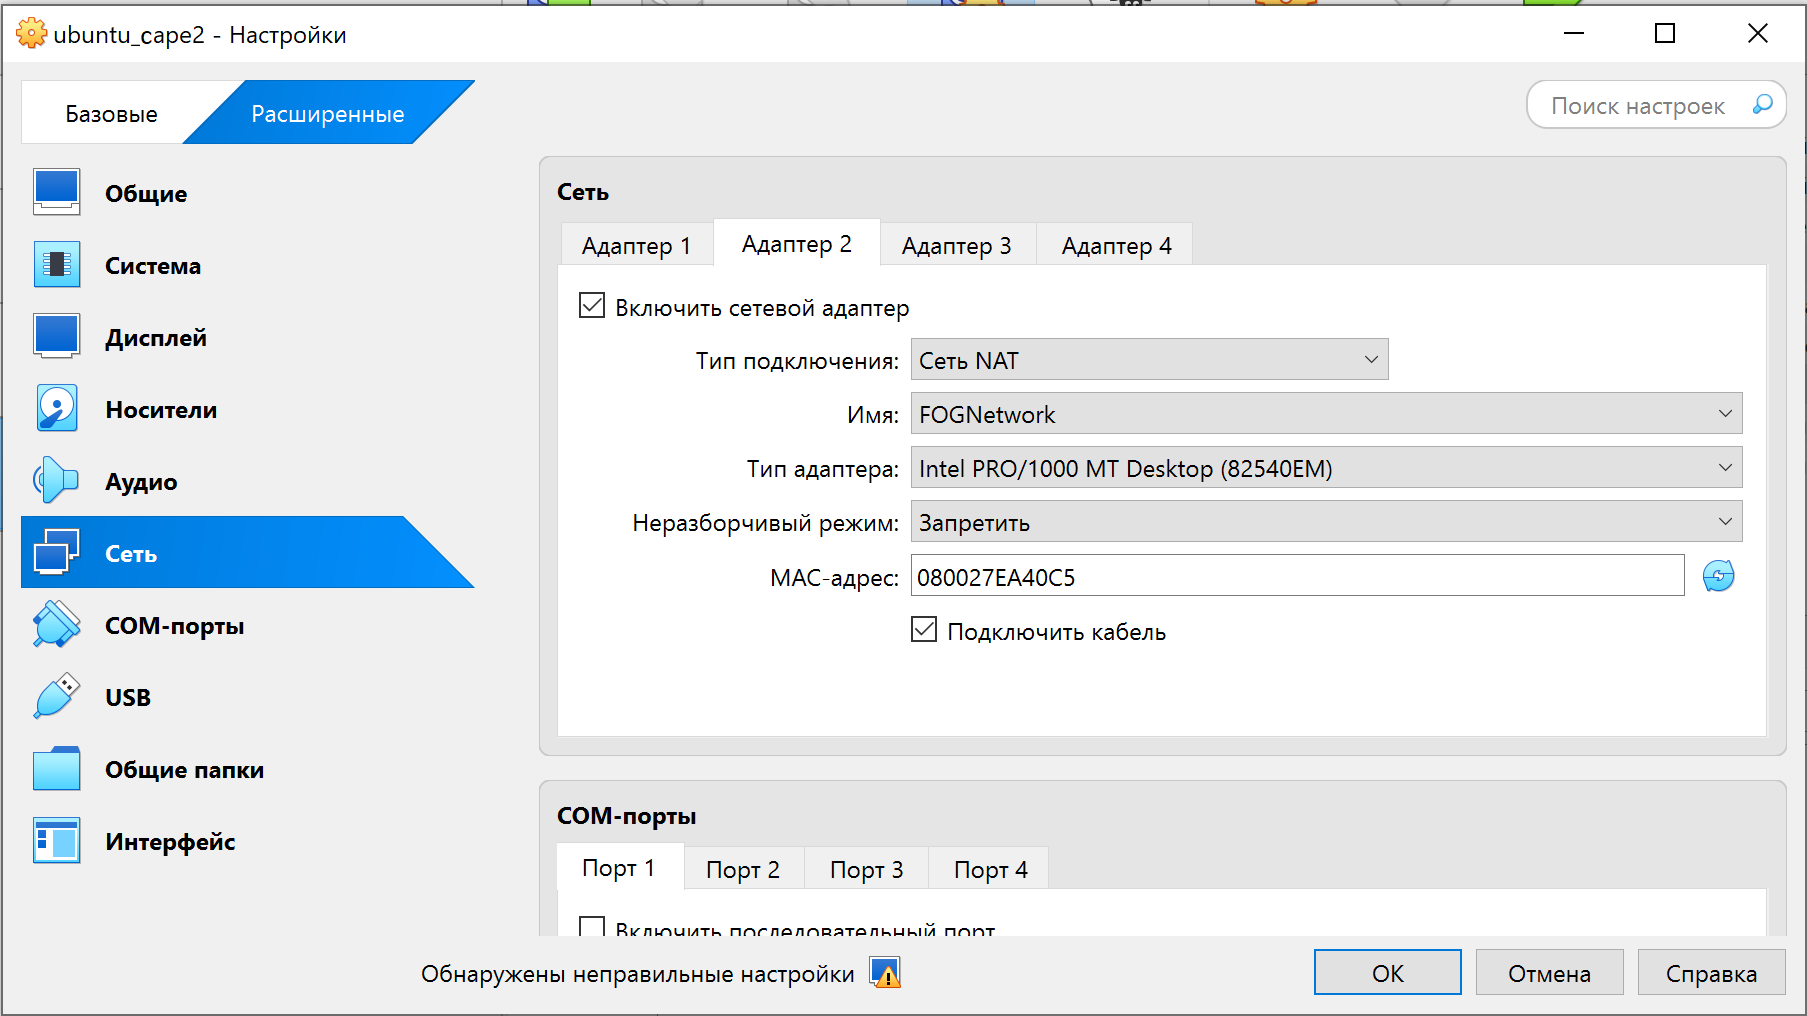 ubuntu_cape2 - Настройки
Базовые
Расширенные
Поиск настроек
Общие
Система
Дисплей
Носители
Аудио
Сеть
COM-порты
USB
Общие папки
Интерфейс
Сеть
Адаптер 1
Адаптер 2
Адаптер 3
Адаптер 4
Включить сетевой адаптер
Тип подключения: Сеть NAT
Имя: FOGNetwork
Тип адаптера: Intel PRO/1000 MT Desktop (82540EM)
Неразборчивый режим: Запретить
MAC-адрес: 080027EA40C5
Подключить кабель
COM-порты
Порт 1
Порт 2
Порт 3
Порт 4
Включить последовательный порт
Обнаружены неправильные настройки
OK
Отмена
Справка